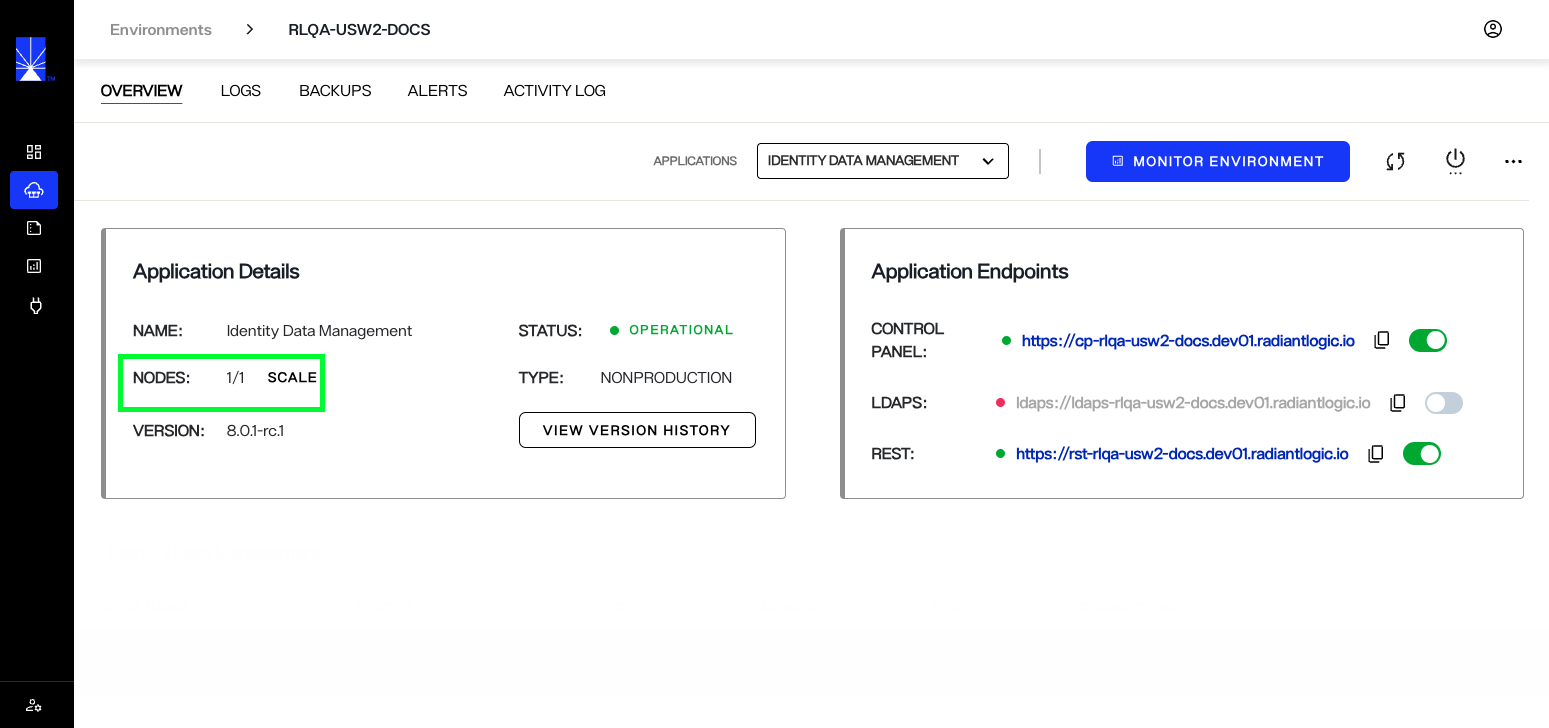 Environments > RLQA-USW2-DOCS
OVERVIEW LOGS BACKUPS ALERTS ACTIVITY LOG
APPLICATIONS IDENTITY DATA MANAGEMENT MONITOR ENVIRONMENT
Application Details
NAME: Identity Data Management STATUS: OPERATIONAL
NODES: 1/1 SCALE TYPE: NONPRODUCTION
VERSION: 8.0.1-rc.1 VIEW VERSION HISTORY
Application Endpoints
CONTROL
PANEL: https://cp-rlqa-usw2-docs.dev01.radiantlogic.io
LDAPS: ldaps://ldaps-rlqa-usw2-docs.dev01.radiantlogic.io
REST: https://rst-rlqa-usw2-docs.dev01.radiantlogic.io